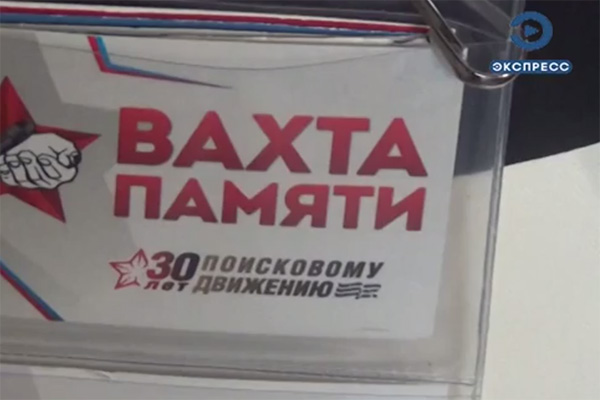 ЭКСПРЕСС
ВАХТА
ПАМЯТИ
30 ПОИСКОВОМУ
лет ДВИЖЕНИЮ